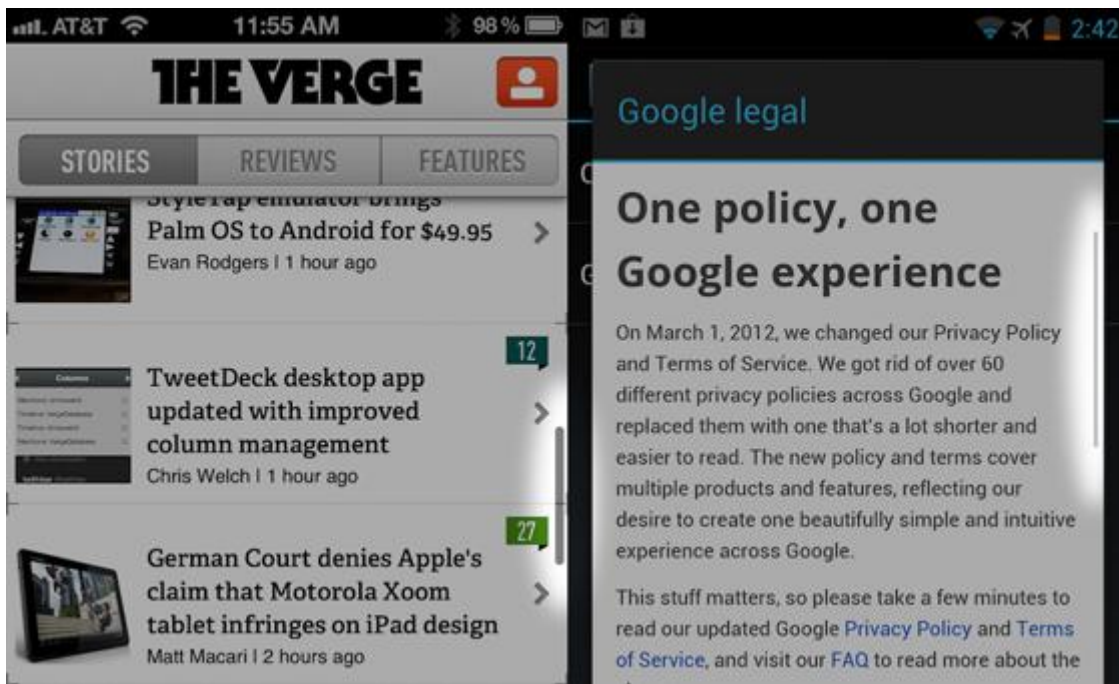 AT&T 11:55 AM 98%
THE VERGE
STORIES REVIEWS FEATURES
StyleTap emulator brings
Palm OS to Android for $49.95
Evan Rodgers | 1 hour ago
12
Columns
TweetDeck desktop app
updated with improved
column management
Chris Welch | 1 hour ago
27
German Court denies Apple's
claim that Motorola Xoom
tablet infringes on iPad design
Matt Macari | 2 hours ago
2:42
Google legal
One policy, one
Google experience
On March 1, 2012, we changed our Privacy Policy
and Terms of Service. We got rid of over 60
different privacy policies across Google and
replaced them with one that's a lot shorter and
easier to read. The new policy and terms cover
multiple products and features, reflecting our
desire to create one beautifully simple and intuitive
experience across Google.
This stuff matters, so please take a few minutes to
read our updated Google Privacy Policy and Terms
of Service, and visit our FAQ to read more about the